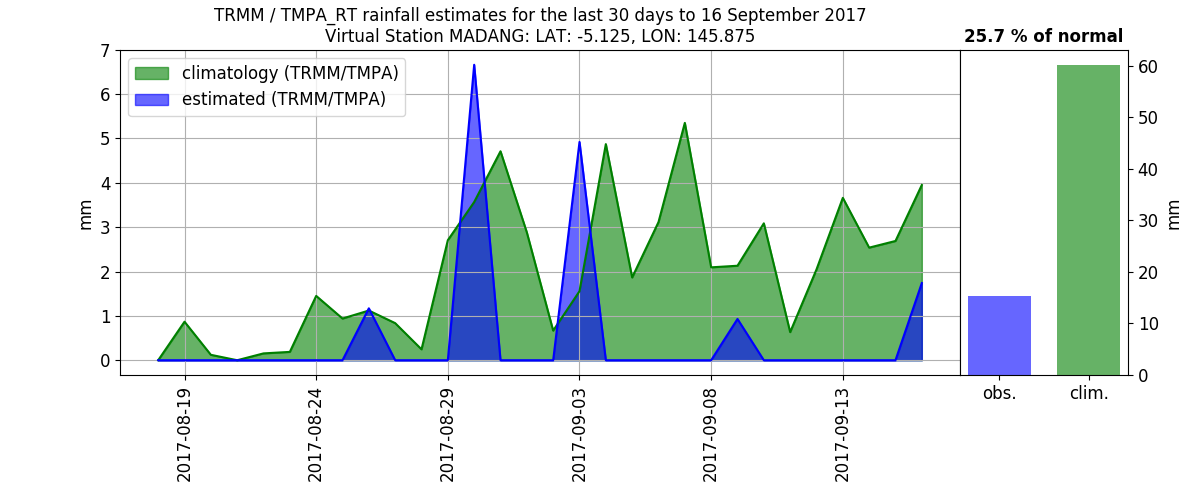 TRMM / TMPA_RT rainfall estimates for the last 30 days to 16 September 2017
Virtual Station MADANG: LAT: -5.125, LON: 145.875
25.7 % of normal
climatology (TRMM/TMPA)
estimated (TRMM/TMPA)
7
6
5
4
3
2
1
0
mm
2017-08-19
2017-08-24
2017-08-29
2017-09-03
2017-09-08
2017-09-13
60
50
40
30
20
10
0
mm
obs.
clim.